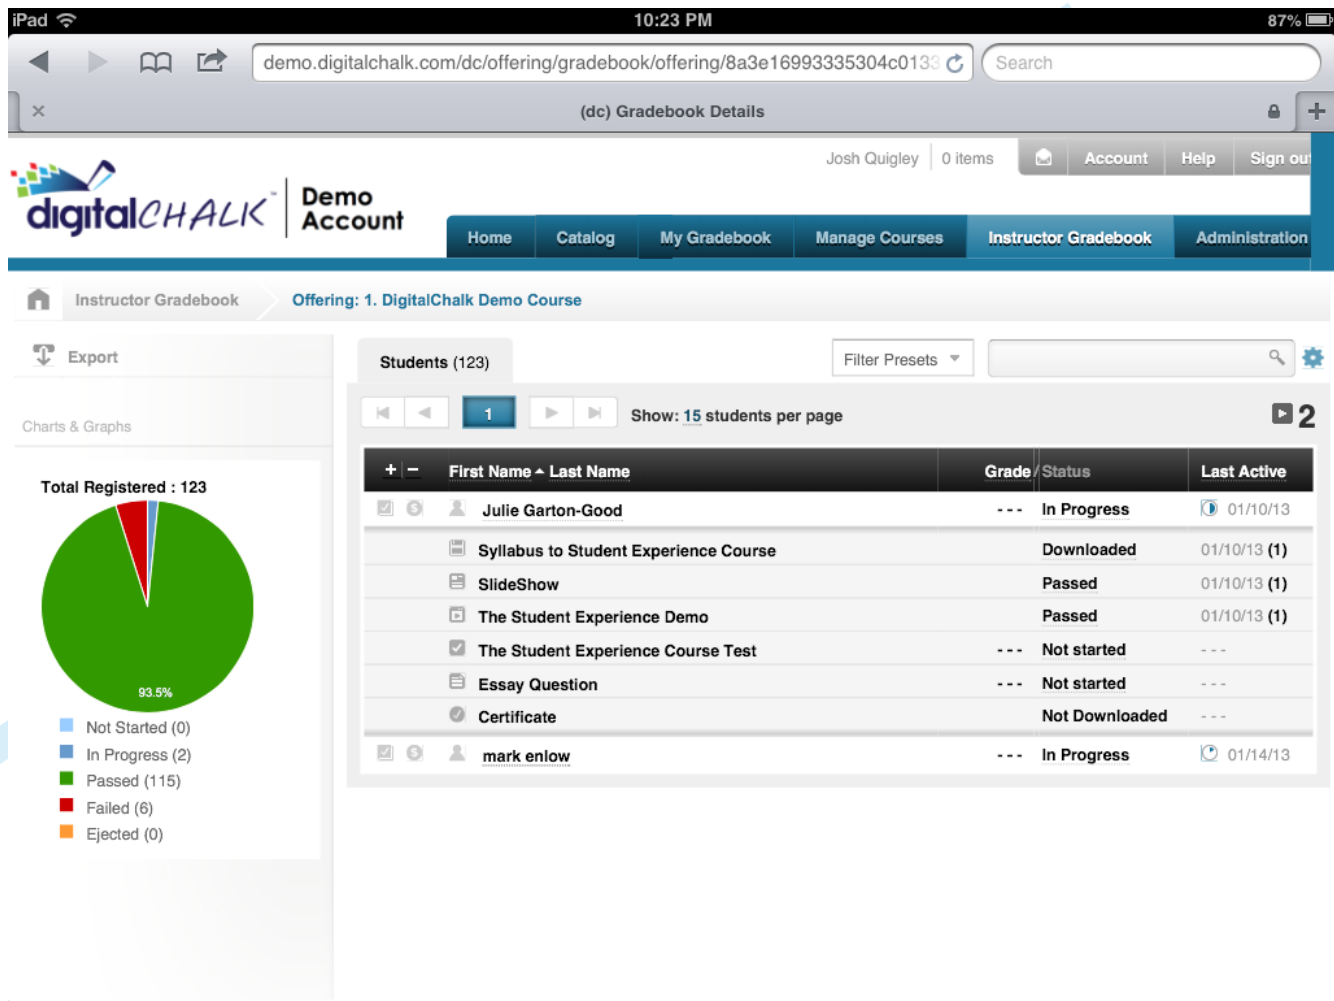 iPad 10:23 PM 87%
demo.digitalchalk.com/dc/offering/gradebook/offering/8a3e16993335304c0133 Search
(dc) Gradebook Details
Josh Quigley 0 items Account Help Sign out
digitalCHALK™ Demo Account
Home Catalog My Gradebook Manage Courses Instructor Gradebook Administration
Instructor Gradebook Offering: 1. DigitalChalk Demo Course
Export
Students (123) Filter Presets
1 Show: 15 students per page 2
Charts & Graphs
Total Registered : 123
93.5%
Not Started (0)
In Progress (2)
Passed (115)
Failed (6)
Ejected (0)
+ − First Name Last Name Grade / Status Last Active
Julie Garton-Good - - - In Progress 01/10/13
Syllabus to Student Experience Course Downloaded 01/10/13 (1)
SlideShow Passed 01/10/13 (1)
The Student Experience Demo Passed 01/10/13 (1)
The Student Experience Course Test - - - Not started - - -
Essay Question - - - Not started - - -
Certificate Not Downloaded - - -
mark enlow - - - In Progress 01/14/13